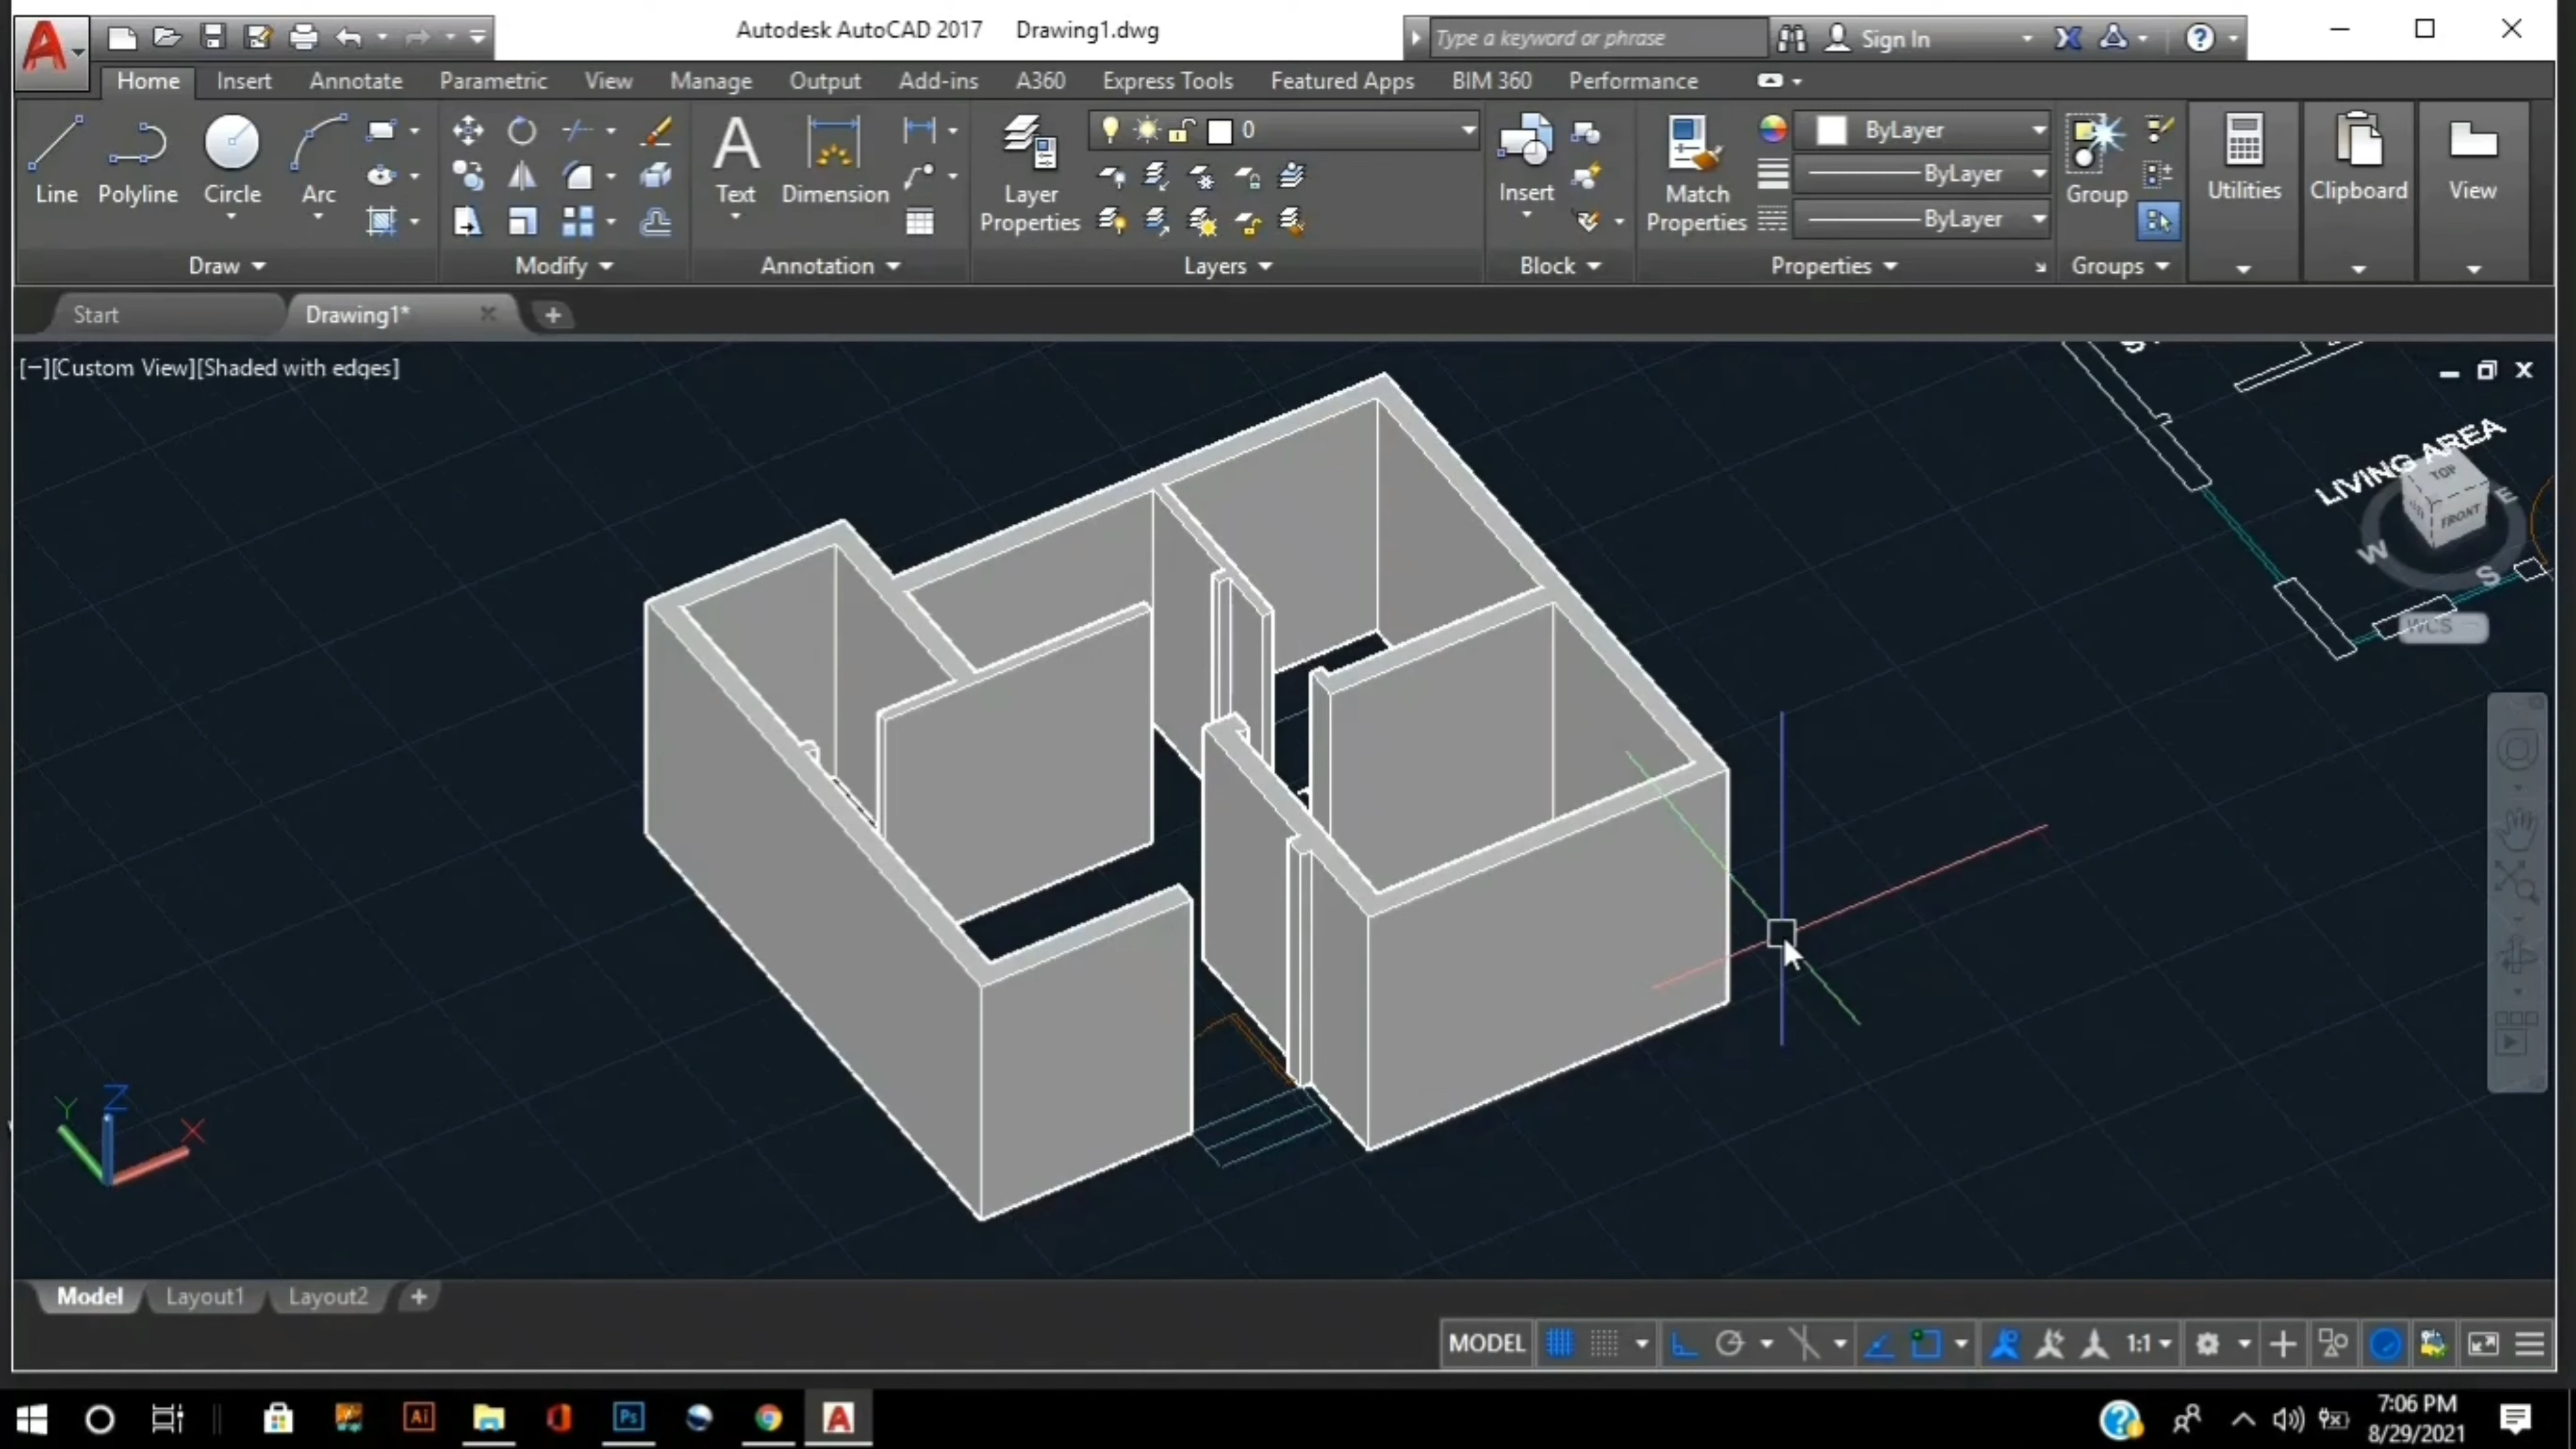 Autodesk AutoCAD 2017 Drawing1.dwg
Type a keyword or phrase
Sign In
Home Insert Annotate Parametric View Manage Output Add-ins A360 Express Tools Featured Apps BIM 360 Performance
Line Polyline Circle Arc
Text Dimension
Layer Properties
0
Insert
Match Properties
ByLayer
ByLayer
ByLayer
Group
Utilities Clipboard View
Draw Modify Annotation Layers Block Properties Groups
Start Drawing1*
[−][Custom View][Shaded with edges]
LIVING AREA
TOP
FRONT
E
W
S
WCS
Y Z X
Model Layout1 Layout2
MODEL 1:1
Ai Ps A
7:06 PM
8/29/2021